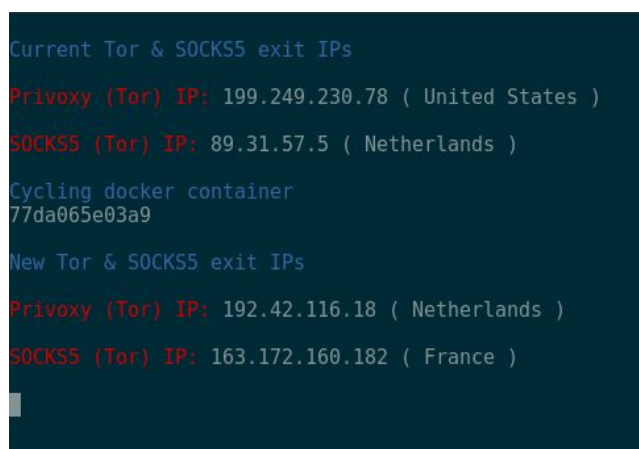 Current Tor & SOCKS5 exit IPs
Privoxy (Tor) IP: 199.249.230.78 ( United States )
SOCKS5 (Tor) IP: 89.31.57.5 ( Netherlands )
Cycling docker container
77da065e03a9
New Tor & SOCKS5 exit IPs
Privoxy (Tor) IP: 192.42.116.18 ( Netherlands )
SOCKS5 (Tor) IP: 163.172.160.182 ( France )